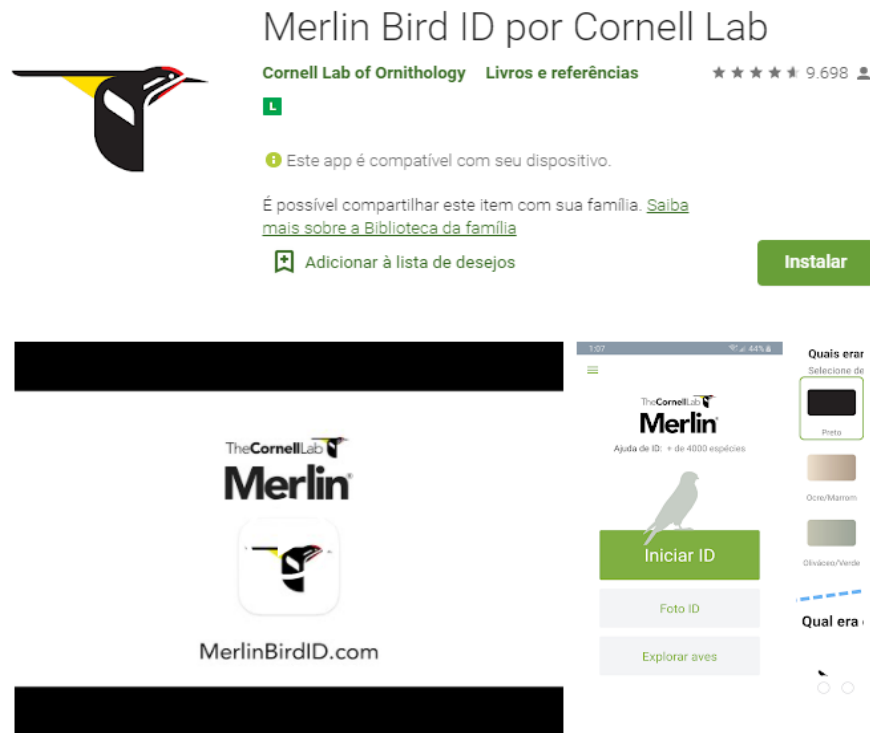 Merlin Bird ID por Cornell Lab
Cornell Lab of Ornithology Livros e referências 9.698
L
Este app é compatível com seu dispositivo.
É possível compartilhar este item com sua família. Saiba
mais sobre a Biblioteca da família
Adicionar à lista de desejos
Instalar
TheCornellLab
Merlin®
MerlinBirdID.com
1:07 44%
TheCornellLab
Merlin®
Ajuda de ID: + de 4000 espécies
Iniciar ID
Foto ID
Explorar aves
Quais eram
Selecione de
Preto
Ocre/Marrom
Oliváceo/Verde
Qual era